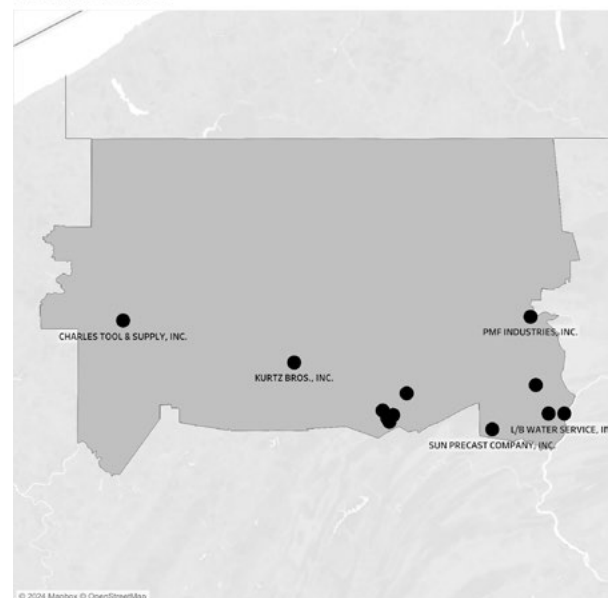 CHARLES TOOL & SUPPLY, INC.
PMF INDUSTRIES, INC.
KURTZ BROS., INC.
L/B WATER SERVICE, IN
SUN PRECAST COMPANY, INC.
© 2024 Mapbox © OpenStreetMap